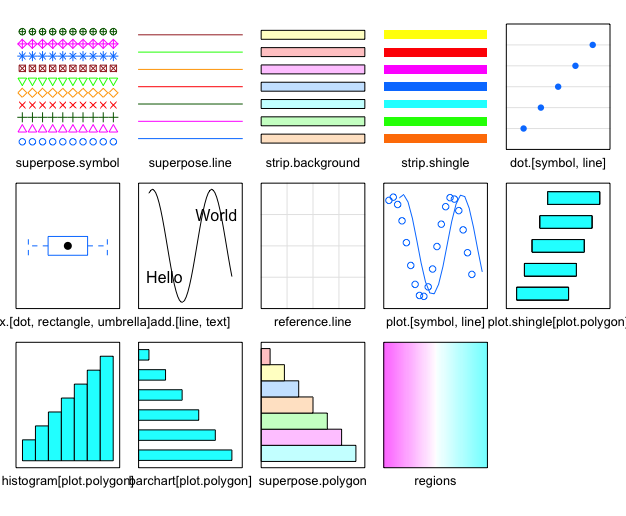 superpose.symbol
superpose.line
strip.background
strip.shingle
dot.[symbol, line]
World
Hello
x.[dot, rectangle, umbrella]
add.[line, text]
reference.line
plot.[symbol, line]
plot.shingle[plot.polygon]
histogram[plot.polygon]
barchart[plot.polygon]
superpose.polygon
regions